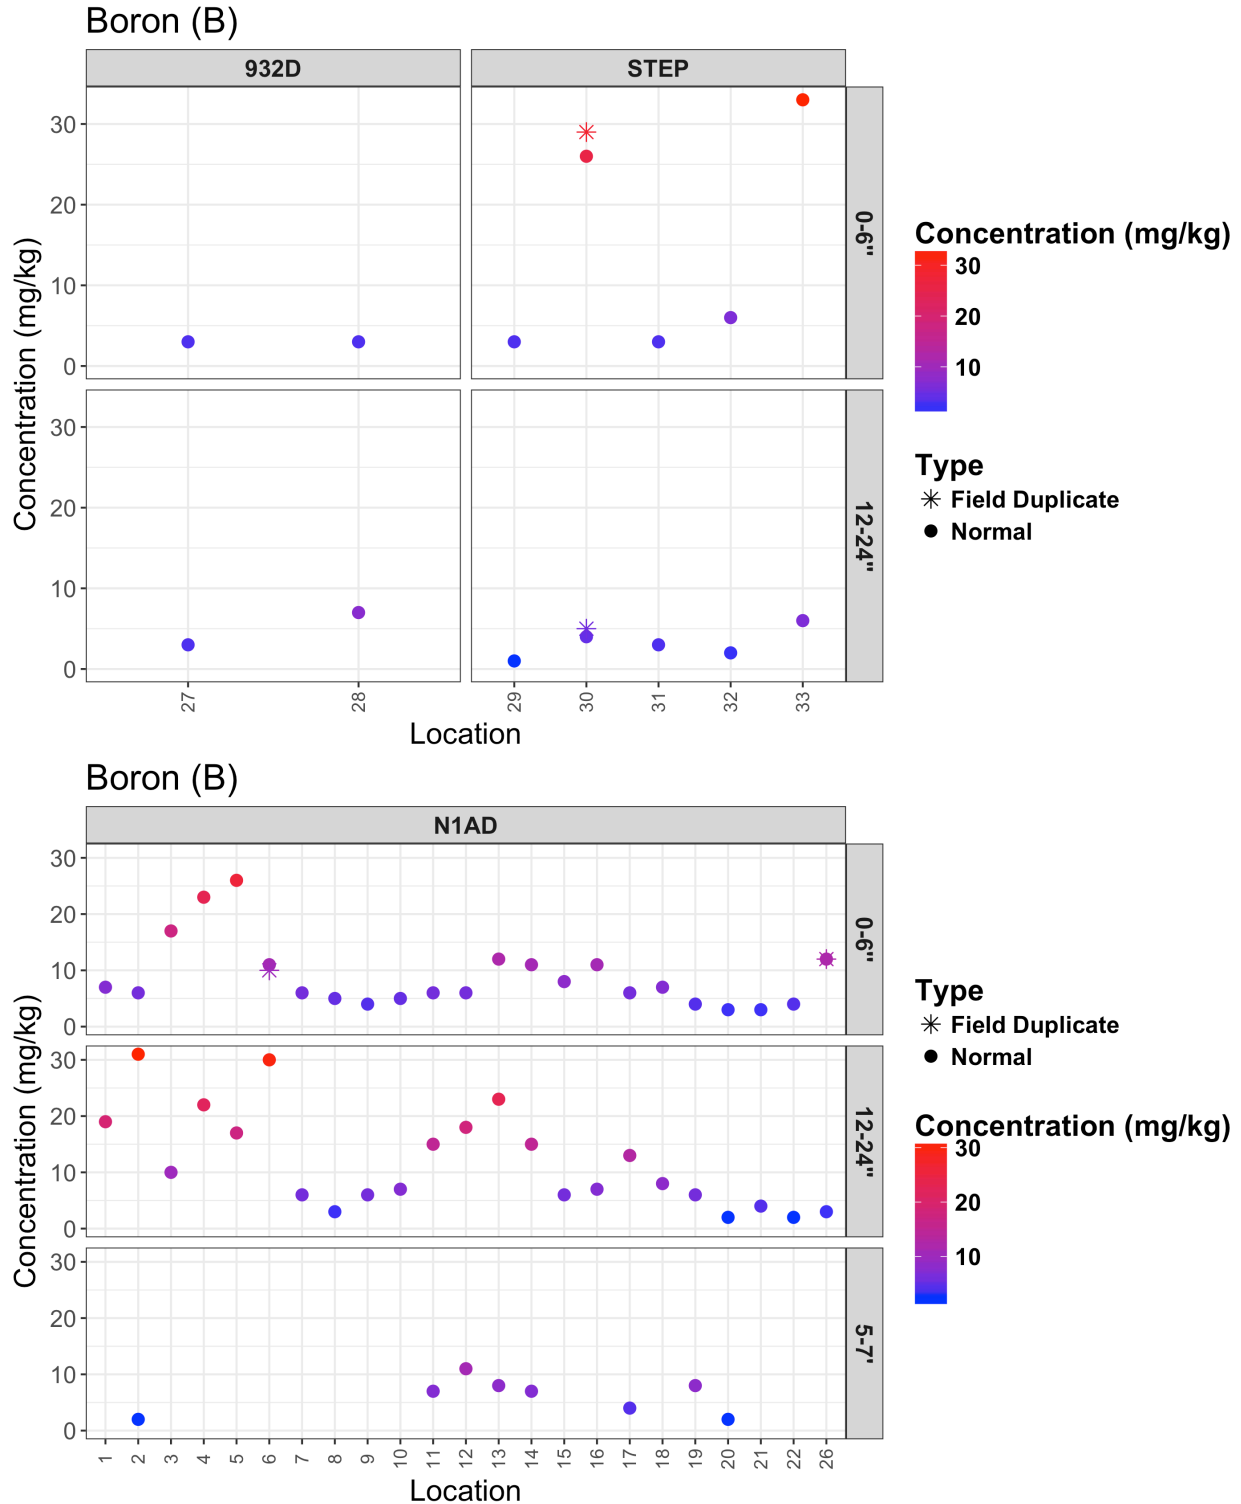 Boron (B)
932D STEP
Concentration (mg/kg)
30
20
10
0
0-6"
30
20
10
0
12-24"
27 28 29 30 31 32 33
Location
Concentration (mg/kg)
30
20
10
Type
Field Duplicate
Normal
Boron (B)
N1AD
Concentration (mg/kg)
30
20
10
0
0-6"
30
20
10
0
12-24"
30
20
10
0
5-7'
1 2 3 4 5 6 7 8 9 10 11 12 13 14 15 16 17 18 19 20 21 22 26
Location
Type
Field Duplicate
Normal
Concentration (mg/kg)
30
20
10